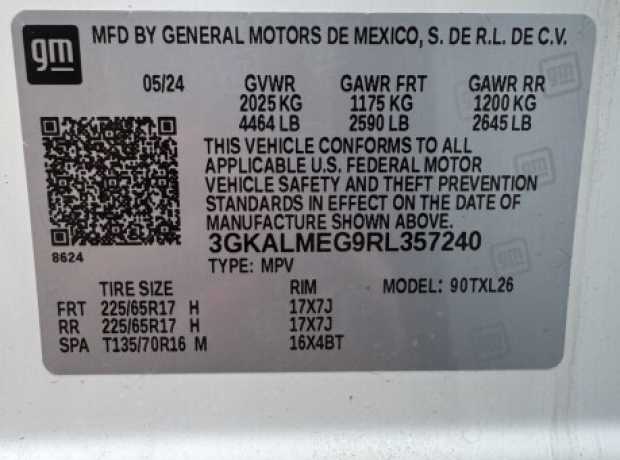 gm MFD BY GENERAL MOTORS DE MEXICO, S. DE R.L. DE C.V.
05/24 GVWR GAWR FRT GAWR RR
2025 KG 1175 KG 1200 KG
4464 LB 2590 LB 2645 LB
THIS VEHICLE CONFORMS TO ALL
APPLICABLE U.S. FEDERAL MOTOR
VEHICLE SAFETY AND THEFT PREVENTION
STANDARDS IN EFFECT ON THE DATE OF
MANUFACTURE SHOWN ABOVE.
3GKALMEG9RL357240
8624
TYPE: MPV
TIRE SIZE RIM MODEL: 90TXL26
FRT 225/65R17 H 17X7J
RR 225/65R17 H 17X7J
SPA T135/70R16 M 16X4BT